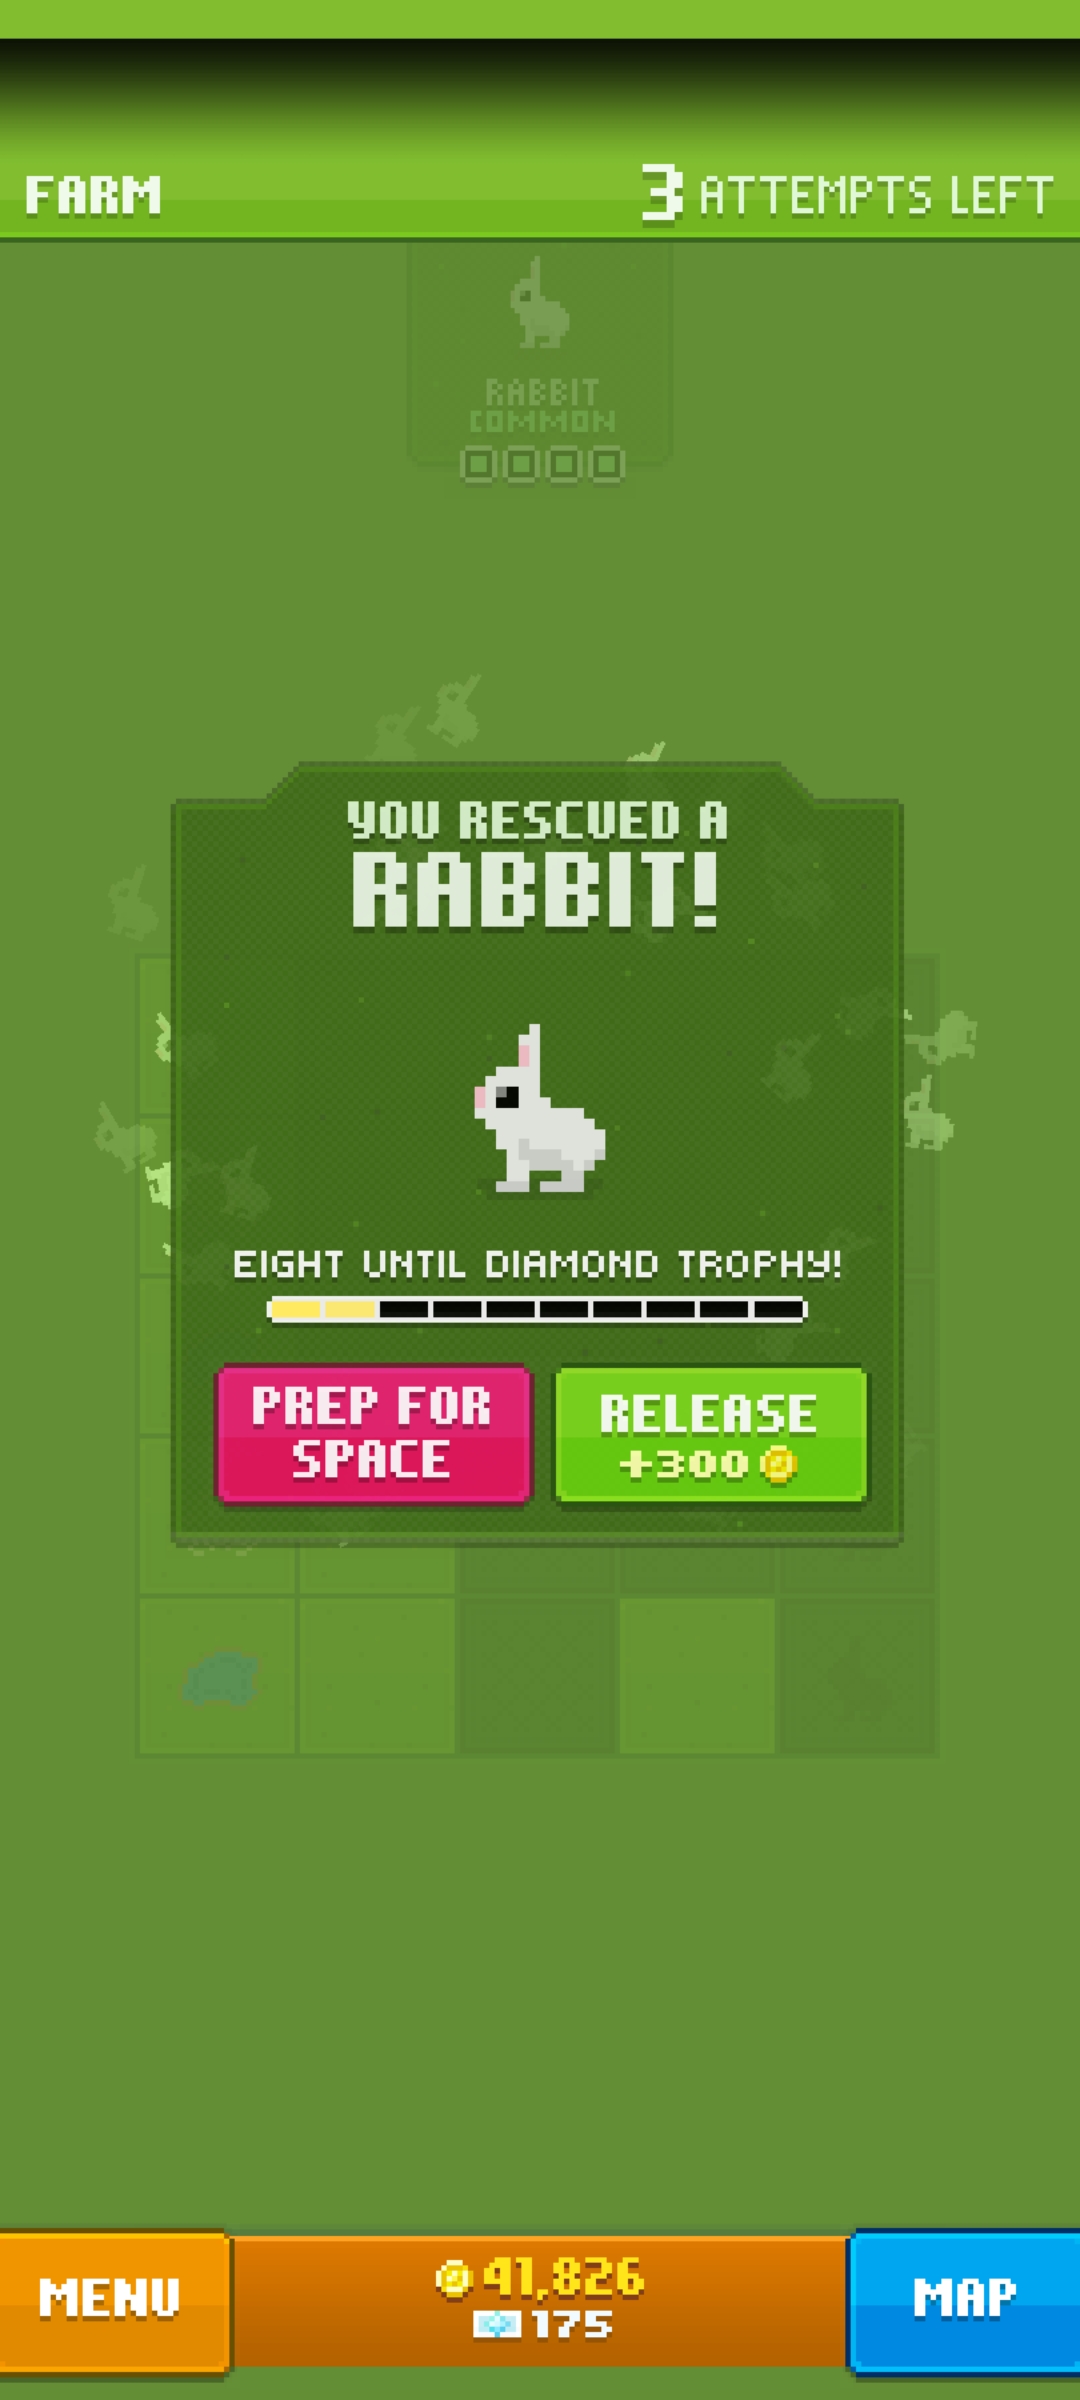 FARM
3 ATTEMPTS LEFT
RABBIT
COMMON
YOU RESCUED A
RABBIT!
EIGHT UNTIL DIAMOND TROPHY!
PREP FOR
SPACE
RELEASE
+300
MENU
41,826
175
MAP